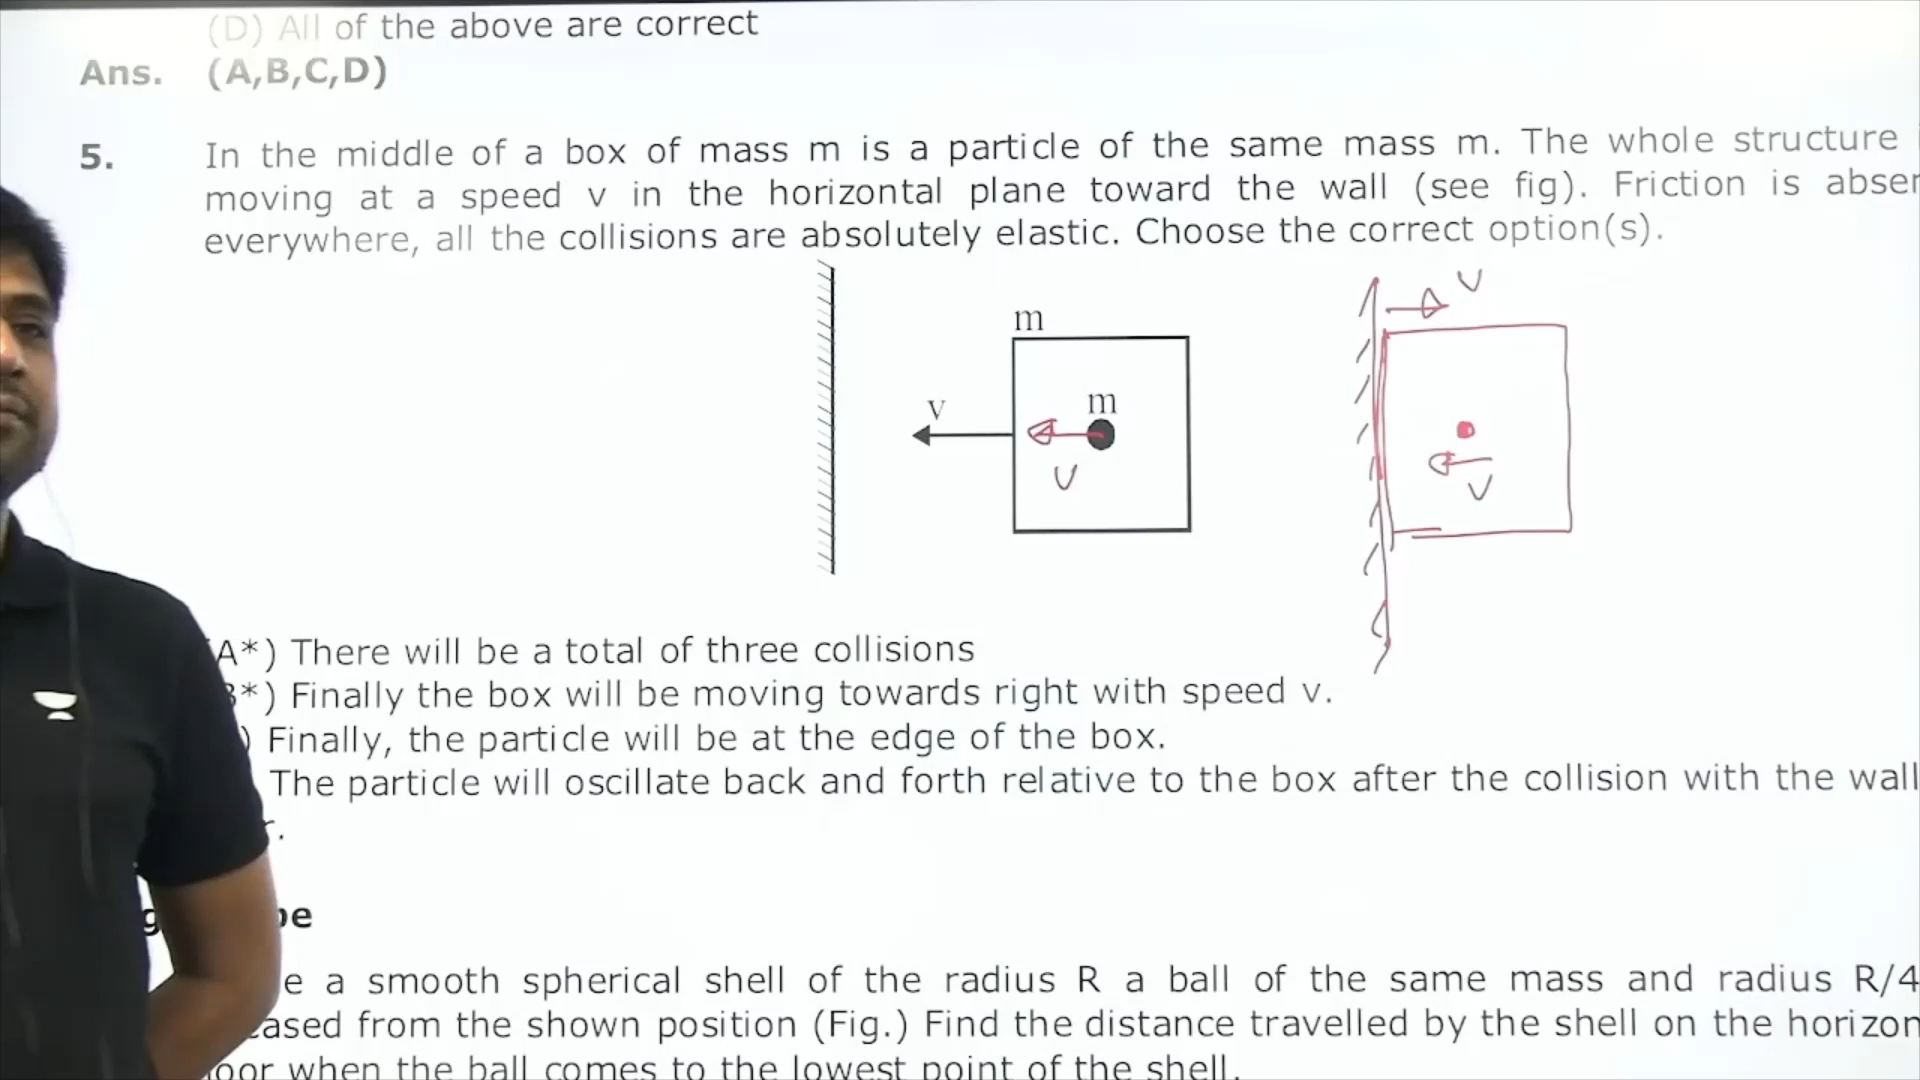 (D) All of the above are correct
Ans. (A,B,C,D)
5. In the middle of a box of mass m is a particle of the same mass m. The whole structure
moving at a speed v in the horizontal plane toward the wall (see fig). Friction is abser
everywhere, all the collisions are absolutely elastic. Choose the correct option(s).
v
m
v
m
v
v
A*) There will be a total of three collisions
*) Finally the box will be moving towards right with speed v.
) Finally, the particle will be at the edge of the box.
The particle will oscillate back and forth relative to the box after the collision with the wall
r.
g pe
e a smooth spherical shell of the radius R a ball of the same mass and radius R/4
eased from the shown position (Fig.) Find the distance travelled by the shell on the horizon
oor when the ball comes to the lowest point of the shell.